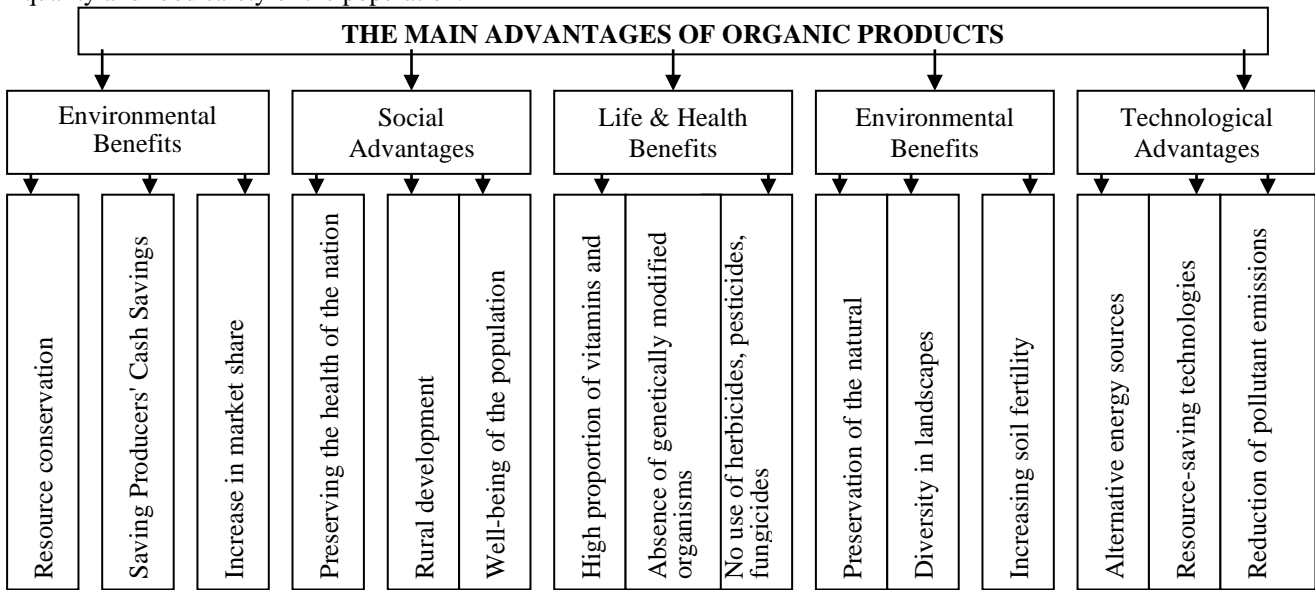 quality and food safety of the population.
THE MAIN ADVANTAGES OF ORGANIC PRODUCTS
Environmental
Benefits
Social
Advantages
Life & Health
Benefits
Environmental
Benefits
Technological
Advantages
Resource conservation
Saving Producers' Cash Savings
Increase in market share
Preserving the health of the nation
Rural development
Well-being of the population
High proportion of vitamins and
Absence of genetically modified
organisms
No use of herbicides, pesticides,
fungicides
Preservation of the natural
Diversity in landscapes
Increasing soil fertility
Alternative energy sources
Resource-saving technologies
Reduction of pollutant emissions